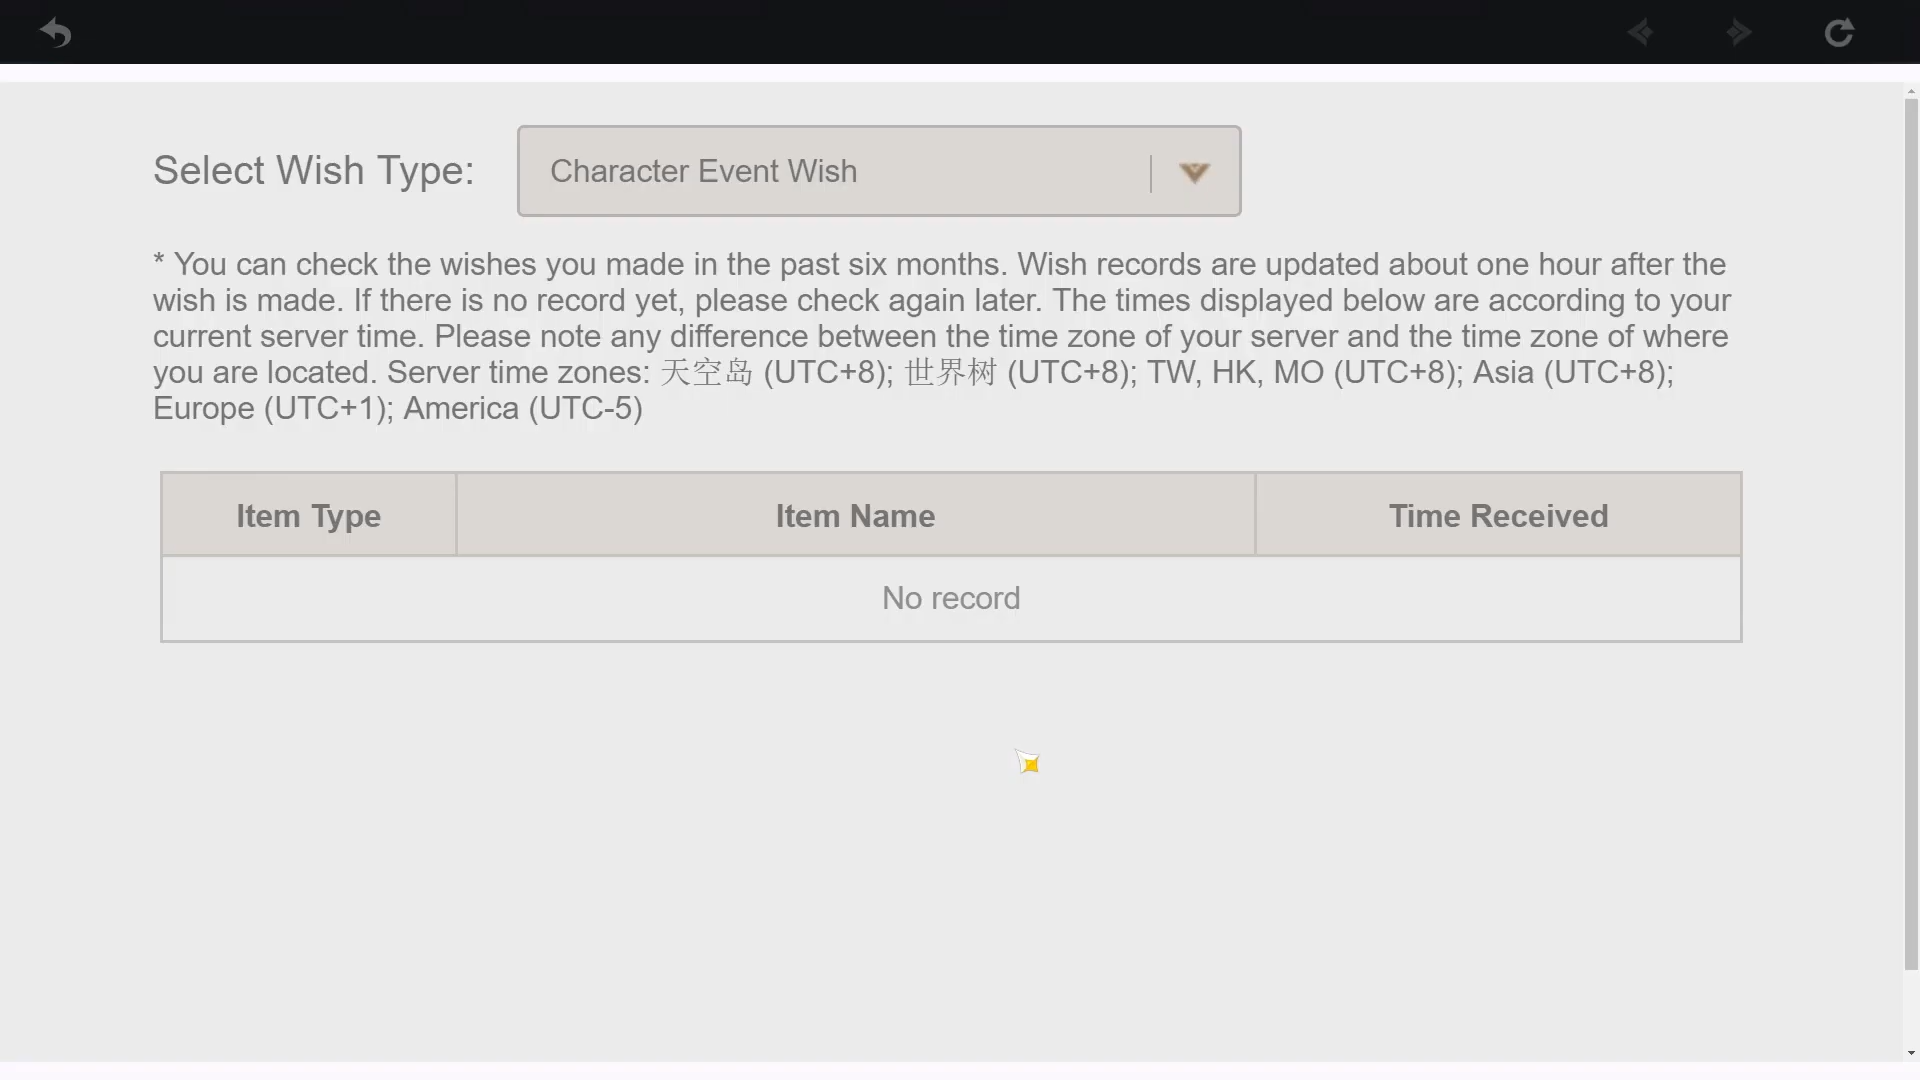 Select Wish Type:
Character Event Wish
* You can check the wishes you made in the past six months. Wish records are updated about one hour after the
wish is made. If there is no record yet, please check again later. The times displayed below are according to your
current server time. Please note any difference between the time zone of your server and the time zone of where
you are located. Server time zones: 天空岛 (UTC+8); 世界树 (UTC+8); TW, HK, MO (UTC+8); Asia (UTC+8);
Europe (UTC+1); America (UTC-5)
Item Type
Item Name
Time Received
No record